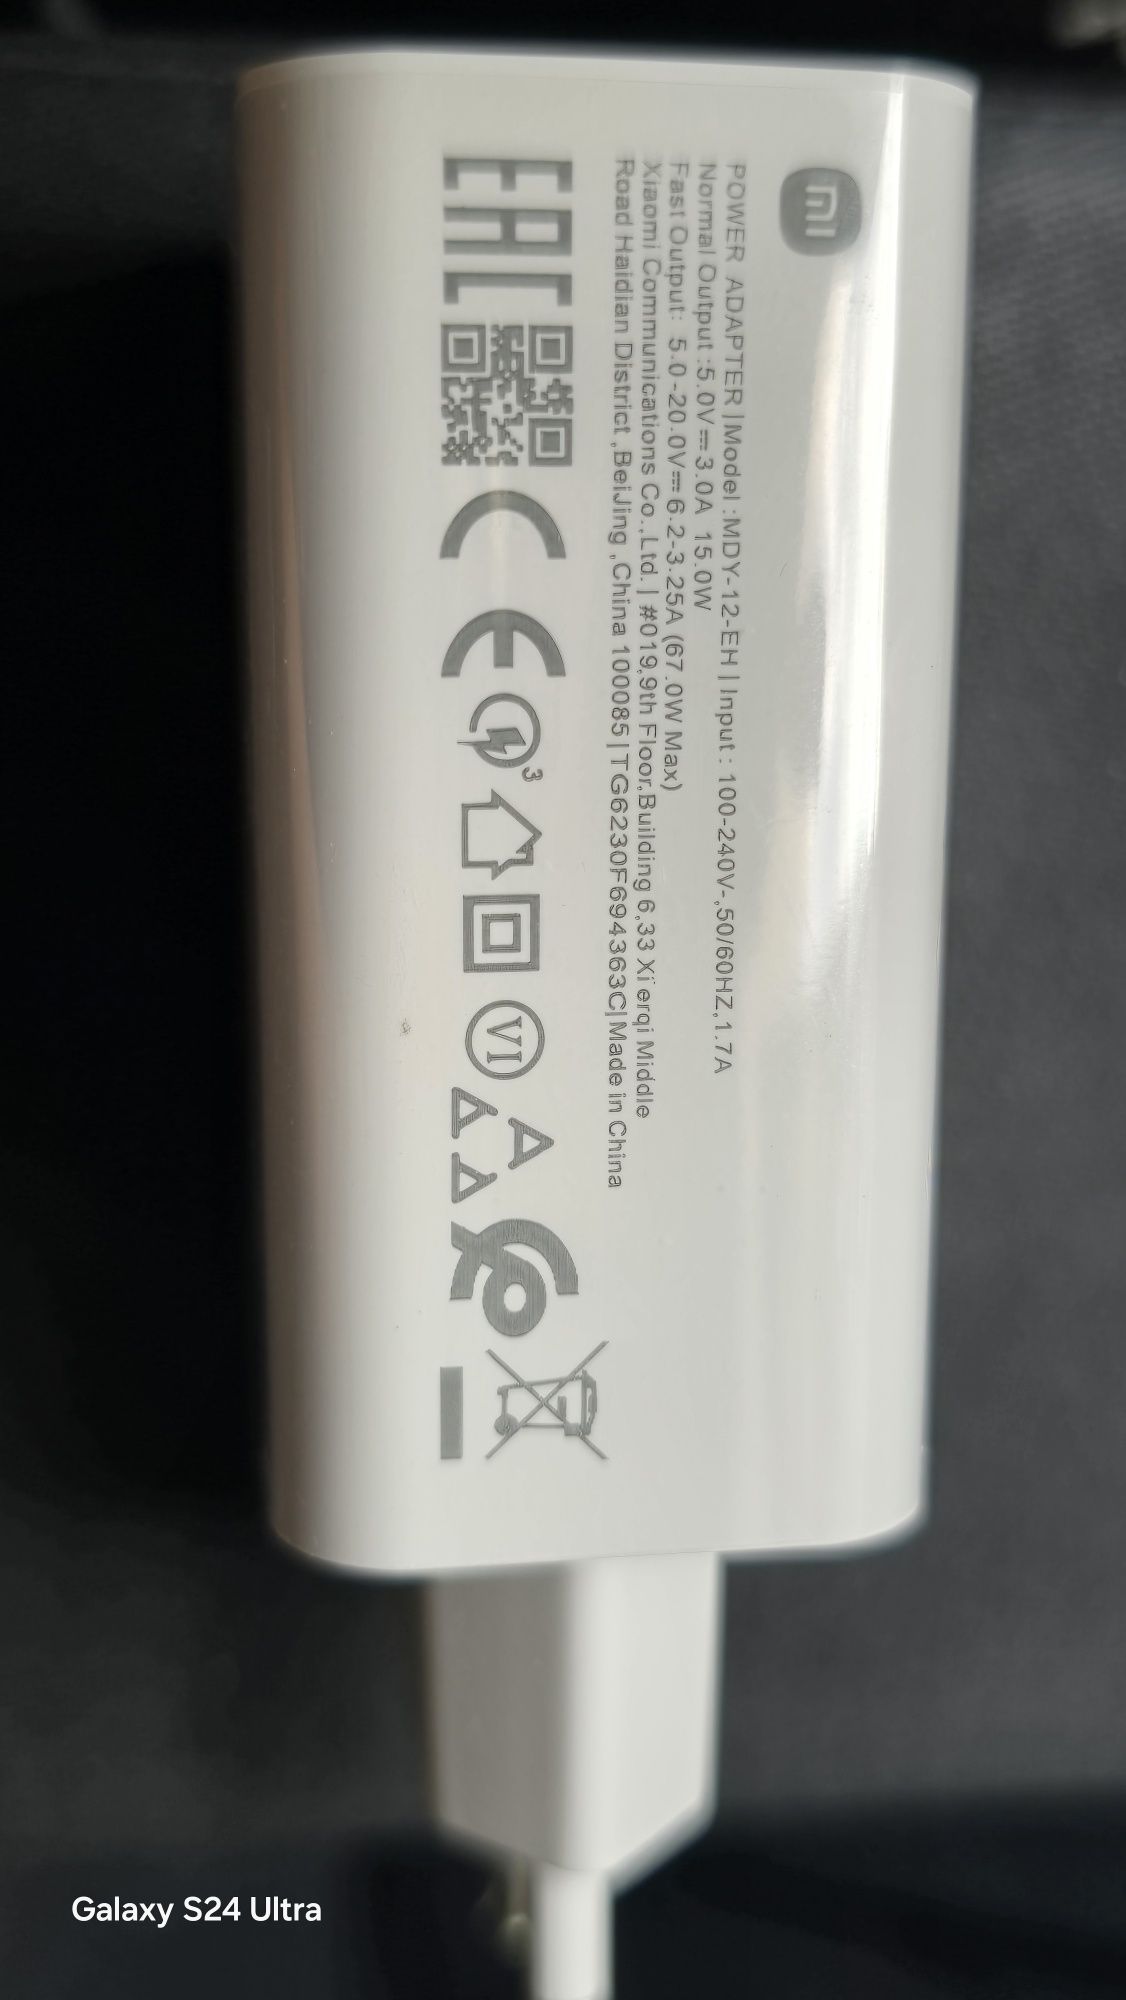 mi
POWER ADAPTER|Model :MDY-12-EH|Input : 100-240V~,50/60HZ,1.7A
Normal Output :5.0V⎓3.0A 15.0W
Fast Output: 5.0-20.0V⎓6.2-3.25A (67.0W Max)
Xiaomi Communications Co.,Ltd. | #019,9th Floor,Building 6,33 Xi'erqi Middle
Road Haidian District ,BeiJing ,China 100085|TG6230F694363C|Made in China
EAC CE 3 VI
Galaxy S24 Ultra